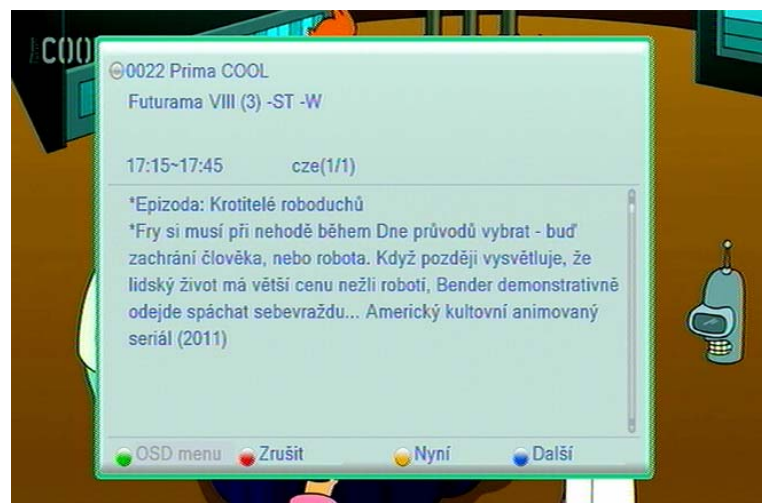 COOL
0022 Prima COOL
Futurama VIII (3) -ST -W
17:15~17:45 cze(1/1)
*Epizoda: Krotitelé roboduchů
*Fry si musí při nehodě během Dne průvodů vybrat - buď
zachrání člověka, nebo robota. Když později vysvětluje, že
lidský život má větší cenu nežli robotí, Bender demonstrativně
odejde spáchat sebevraždu... Americký kultovní animovaný
seriál (2011)
OSD menu Zrušit Nyní Další